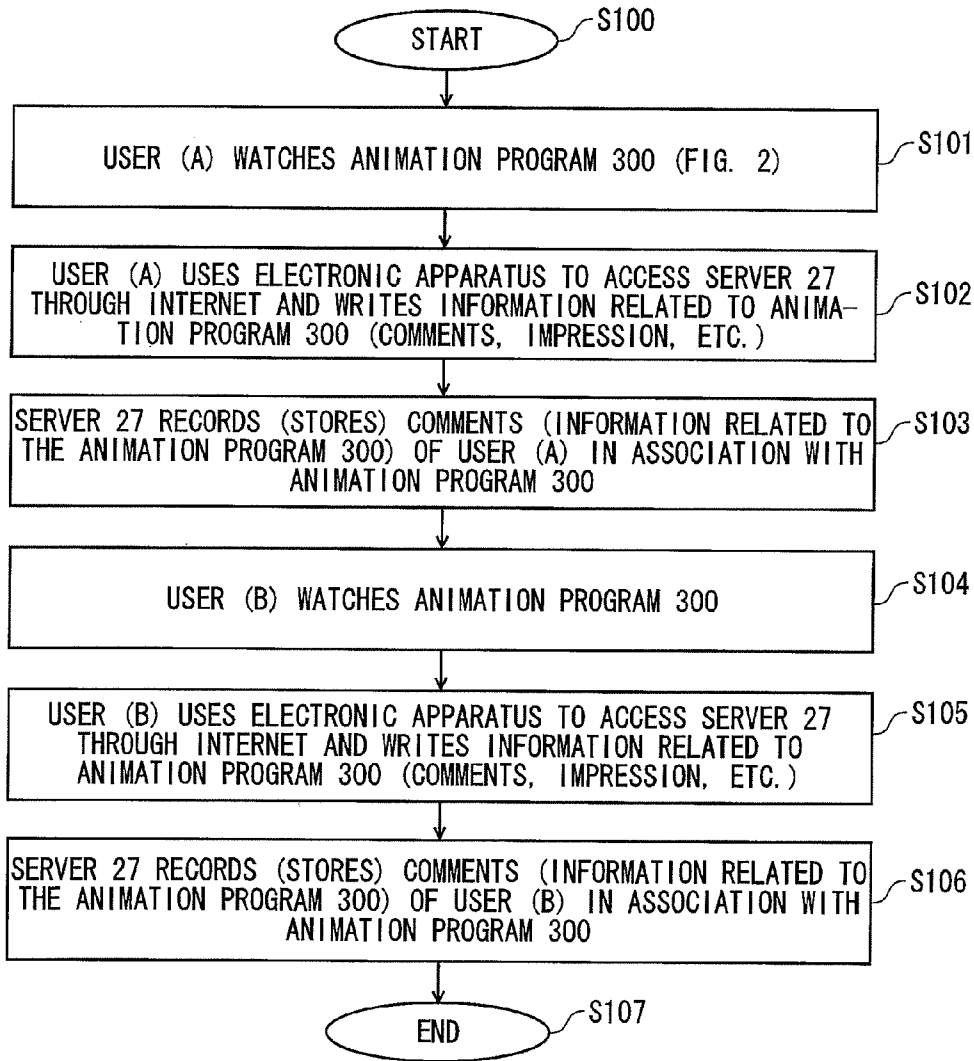 START
S100
USER (A) WATCHES ANIMATION PROGRAM 300 (FIG. 2)
S101
USER (A) USES ELECTRONIC APPARATUS TO ACCESS SERVER 27
THROUGH INTERNET AND WRITES INFORMATION RELATED TO ANIMA-
TION PROGRAM 300 (COMMENTS, IMPRESSION, ETC.)
S102
SERVER 27 RECORDS (STORES) COMMENTS (INFORMATION RELATED TO
THE ANIMATION PROGRAM 300) OF USER (A) IN ASSOCIATION WITH
ANIMATION PROGRAM 300
S103
USER (B) WATCHES ANIMATION PROGRAM 300
S104
USER (B) USES ELECTRONIC APPARATUS TO ACCESS SERVER 27
THROUGH INTERNET AND WRITES INFORMATION RELATED TO
ANIMATION PROGRAM 300 (COMMENTS, IMPRESSION, ETC.)
S105
SERVER 27 RECORDS (STORES) COMMENTS (INFORMATION RELATED TO
THE ANIMATION PROGRAM 300) OF USER (B) IN ASSOCIATION WITH
ANIMATION PROGRAM 300
S106
END
S107